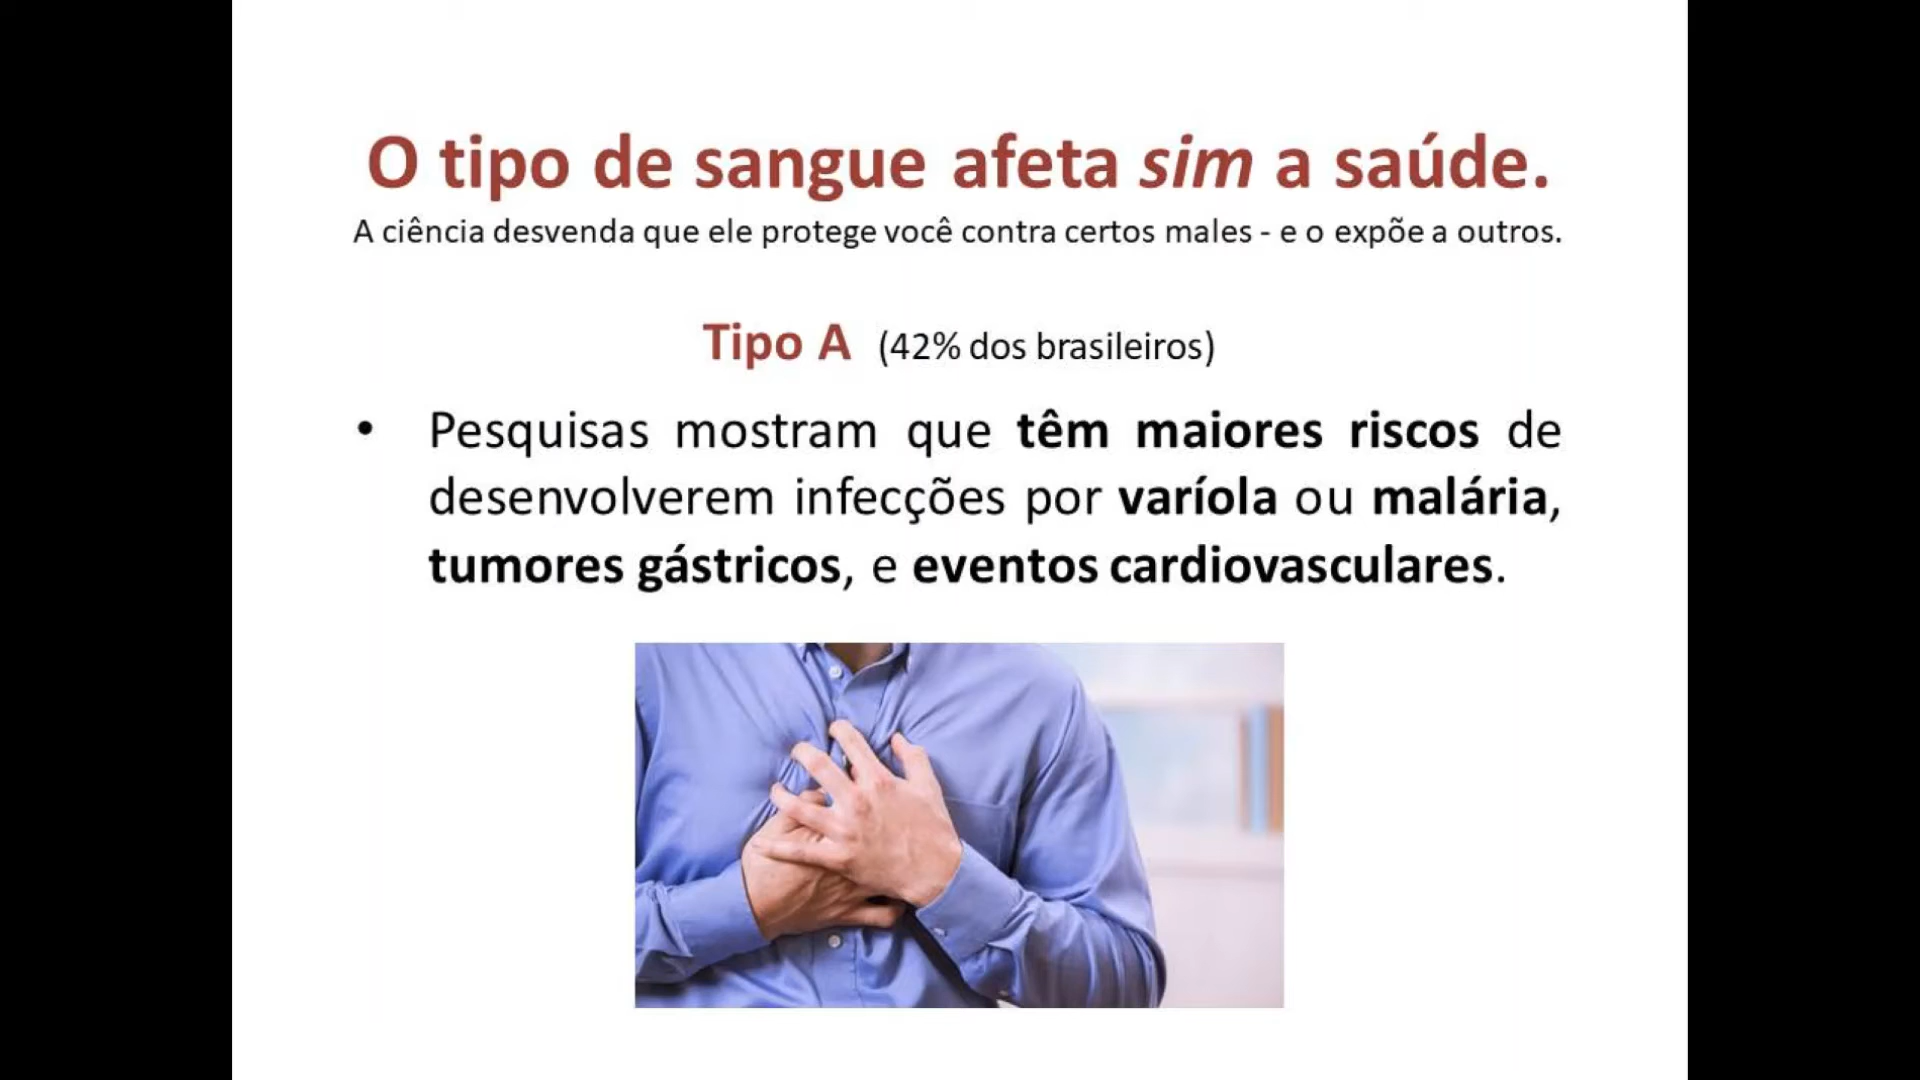 O tipo de sangue afeta sim a saúde.
A ciência desvenda que ele protege você contra certos males - e o expõe a outros.
Tipo A (42% dos brasileiros)
• Pesquisas mostram que têm maiores riscos de
desenvolverem infecções por varíola ou malária,
tumores gástricos, e eventos cardiovasculares.